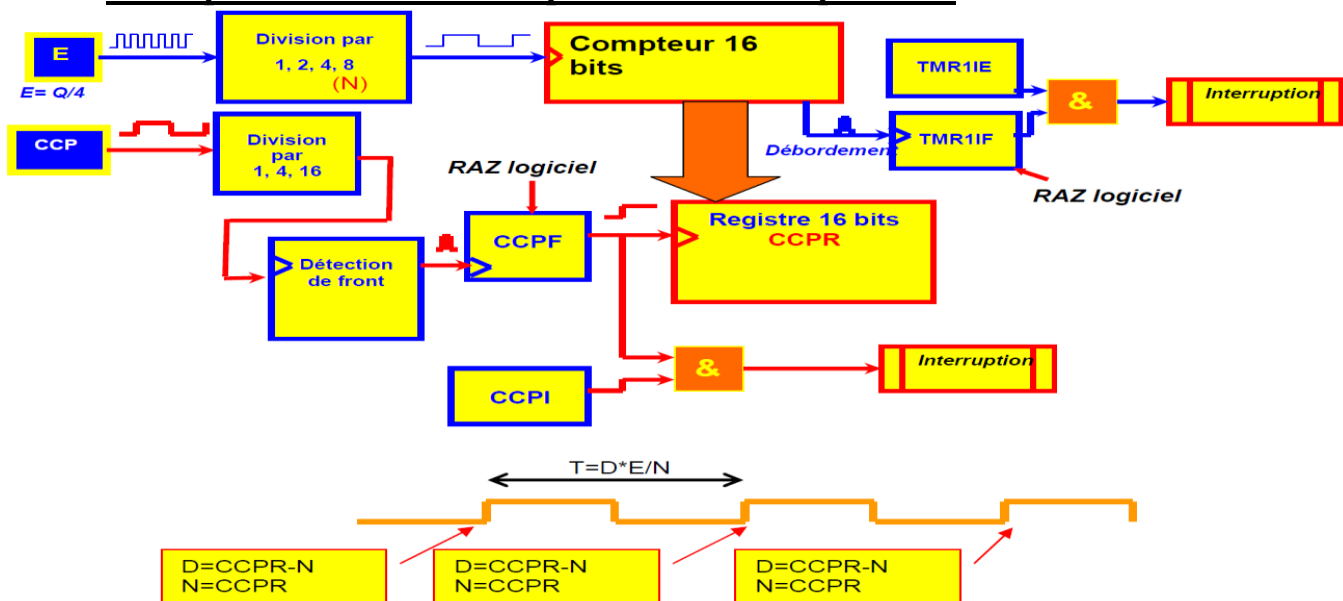 E
E= Q/4
Division par
1, 2, 4, 8
(N)
Compteur 16
bits
TMR1IE
&
Interruption
CCP
Division
par
1, 4, 16
Débordement
TMR1IF
RAZ logiciel
RAZ logiciel
Détection
de front
CCPF
Registre 16 bits
CCPR
CCPI
&
Interruption
T=D*E/N
D=CCPR-N
N=CCPR
D=CCPR-N
N=CCPR
D=CCPR-N
N=CCPR